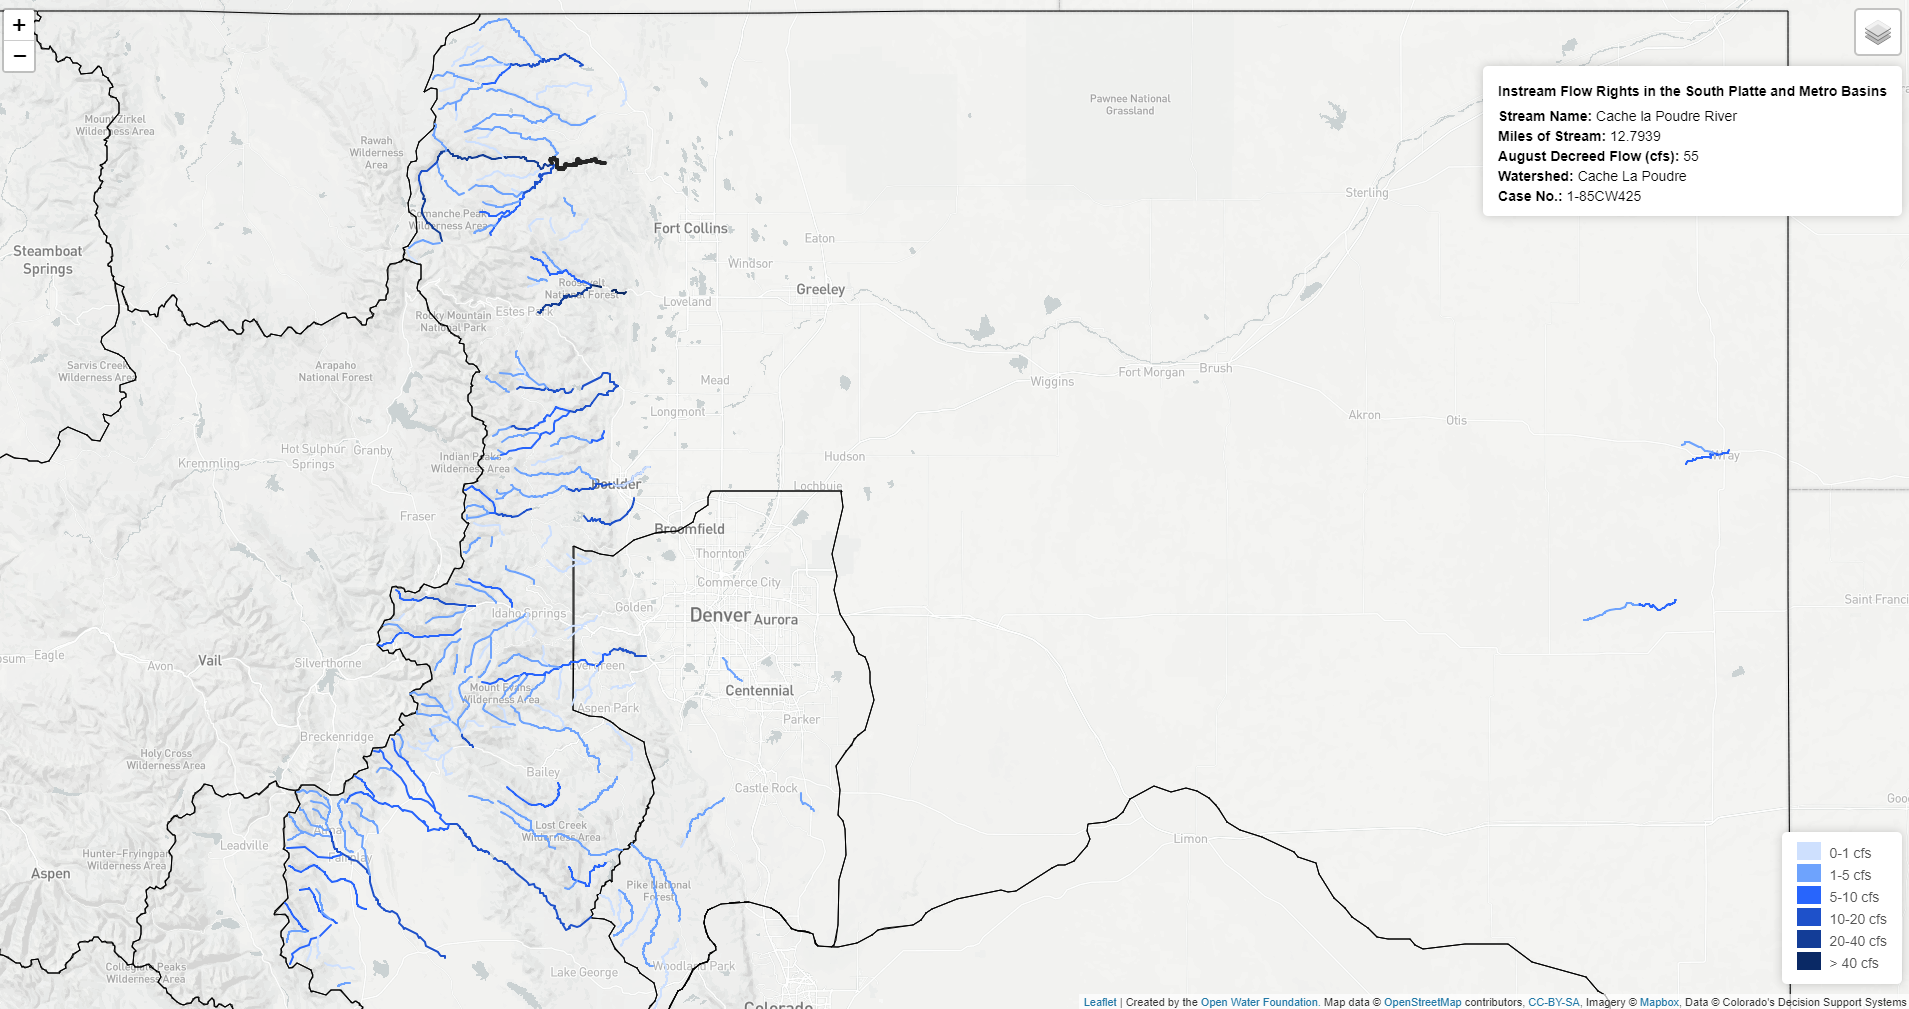 +
−
Instream Flow Rights in the South Platte and Metro Basins
Stream Name: Cache la Poudre River
Miles of Stream: 12.7939
August Decreed Flow (cfs): 55
Watershed: Cache La Poudre
Case No.: 1-85CW425
Pawnee National
Grassland
Mount Zirkel
Wilderness Area
Rawah
Wilderness
Area
Sterling
Comanche Peak
Wilderness Area
Fort Collins
Eaton
Steamboat
Springs
Windsor
Roosevelt
National Forest
Greeley
Loveland
Estes Park
Rocky Mountain
National Park
Sarvis Creek
Wilderness Area
Arapaho
National Forest
Mead
Wiggins
Fort Morgan
Brush
Longmont
Akron
Otis
Hot Sulphur
Springs
Granby
Kremmling
Indian Peaks
Wilderness Area
Hudson
Wray
Boulder
Lochbuie
Fraser
Broomfield
Thornton
Commerce City
Idaho Springs
Golden
Denver
Aurora
Saint Franci
Eagle
Avon
Vail
Silverthorne
Evergreen
Mount Evans
Wilderness Area
Centennial
Aspen Park
Parker
Breckenridge
Holy Cross
Wilderness Area
Bailey
Castle Rock
Goo
Lost Creek
Wilderness Area
Alma
Limon
Leadville
Hunter–Fryingpan
Wilderness Area
Fairplay
Aspen
Pike National
Forest
Collegiate Peaks
Wilderness Area
Lake George
Woodland Park
Colorado
0-1 cfs
1-5 cfs
5-10 cfs
10-20 cfs
20-40 cfs
> 40 cfs
Leaflet | Created by the Open Water Foundation. Map data © OpenStreetMap contributors, CC-BY-SA, Imagery © Mapbox, Data © Colorado's Decision Support Systems